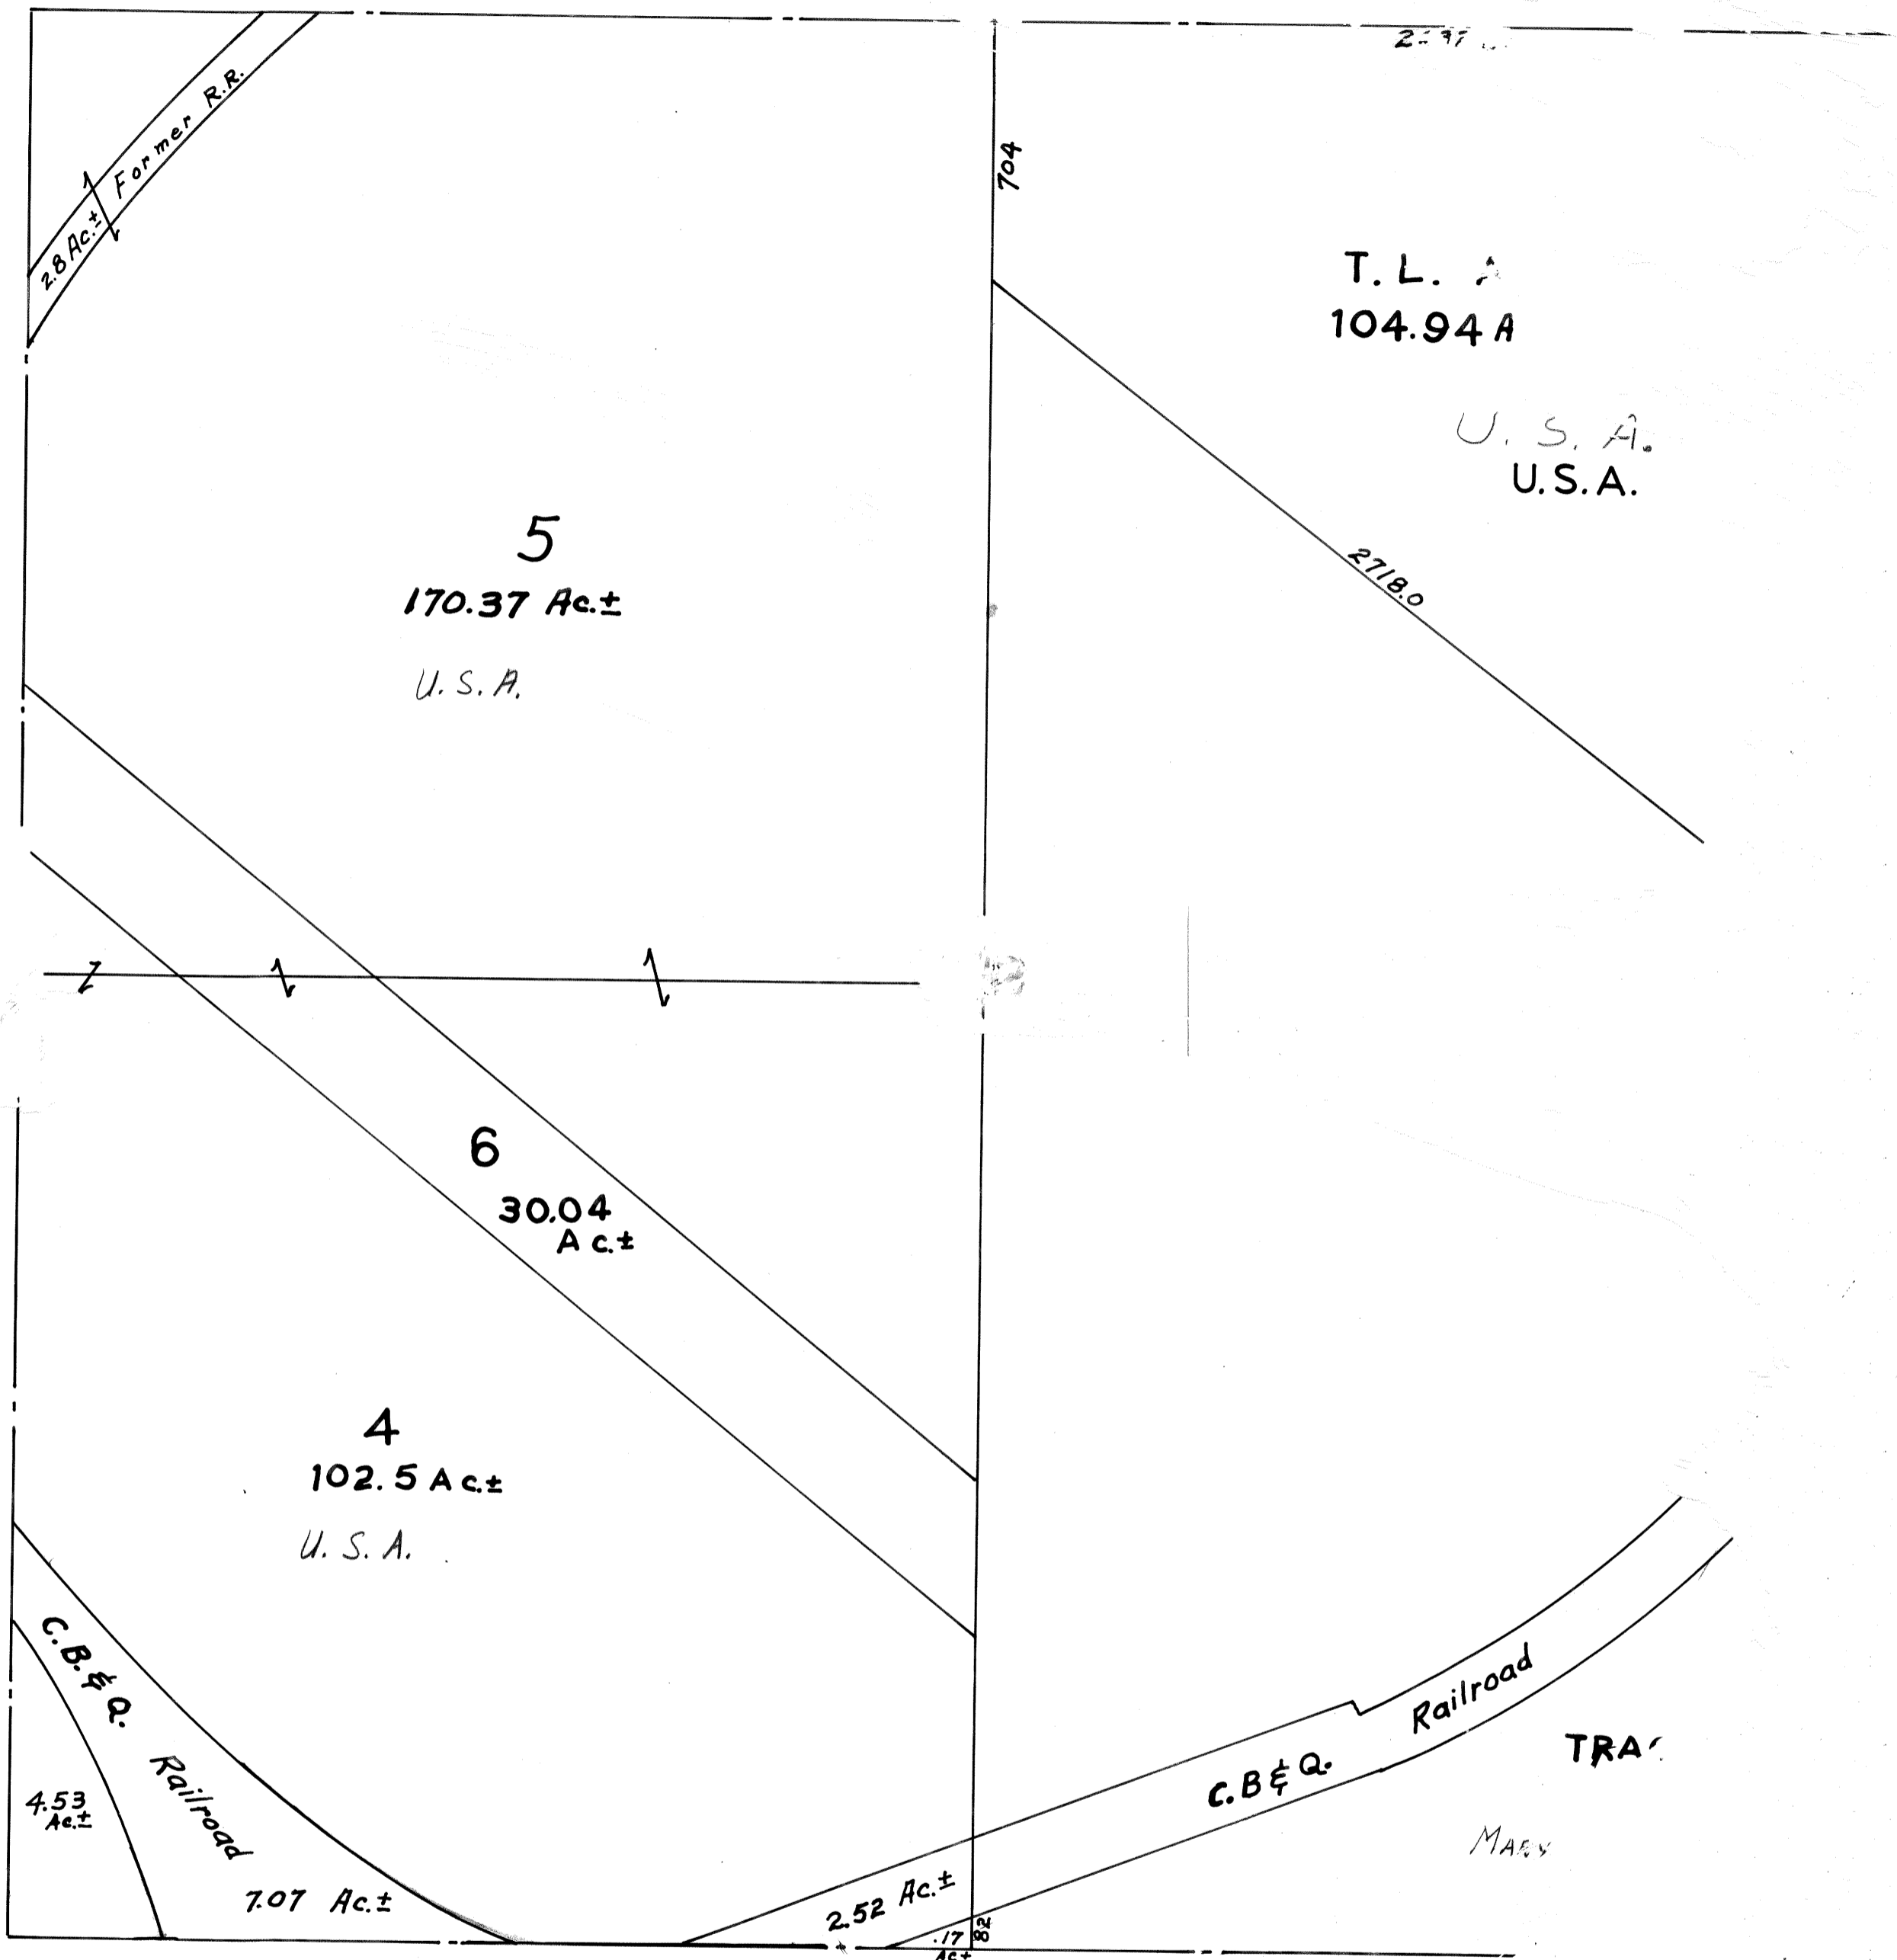 Former R.R.
2.8 Ac.±
704
T. L.
104.94 A
U. S. A.
U.S.A.
2718.0
5
170.37 Ac.±
U.S.A.
6
30.04
Ac.±
4
102.5 Ac.±
U.S.A.
C.B.&Q. Railroad
4.53
Ac.±
7.07 Ac.±
C.B&Q. Railroad
2.52 Ac.±
.17
Ac±
82